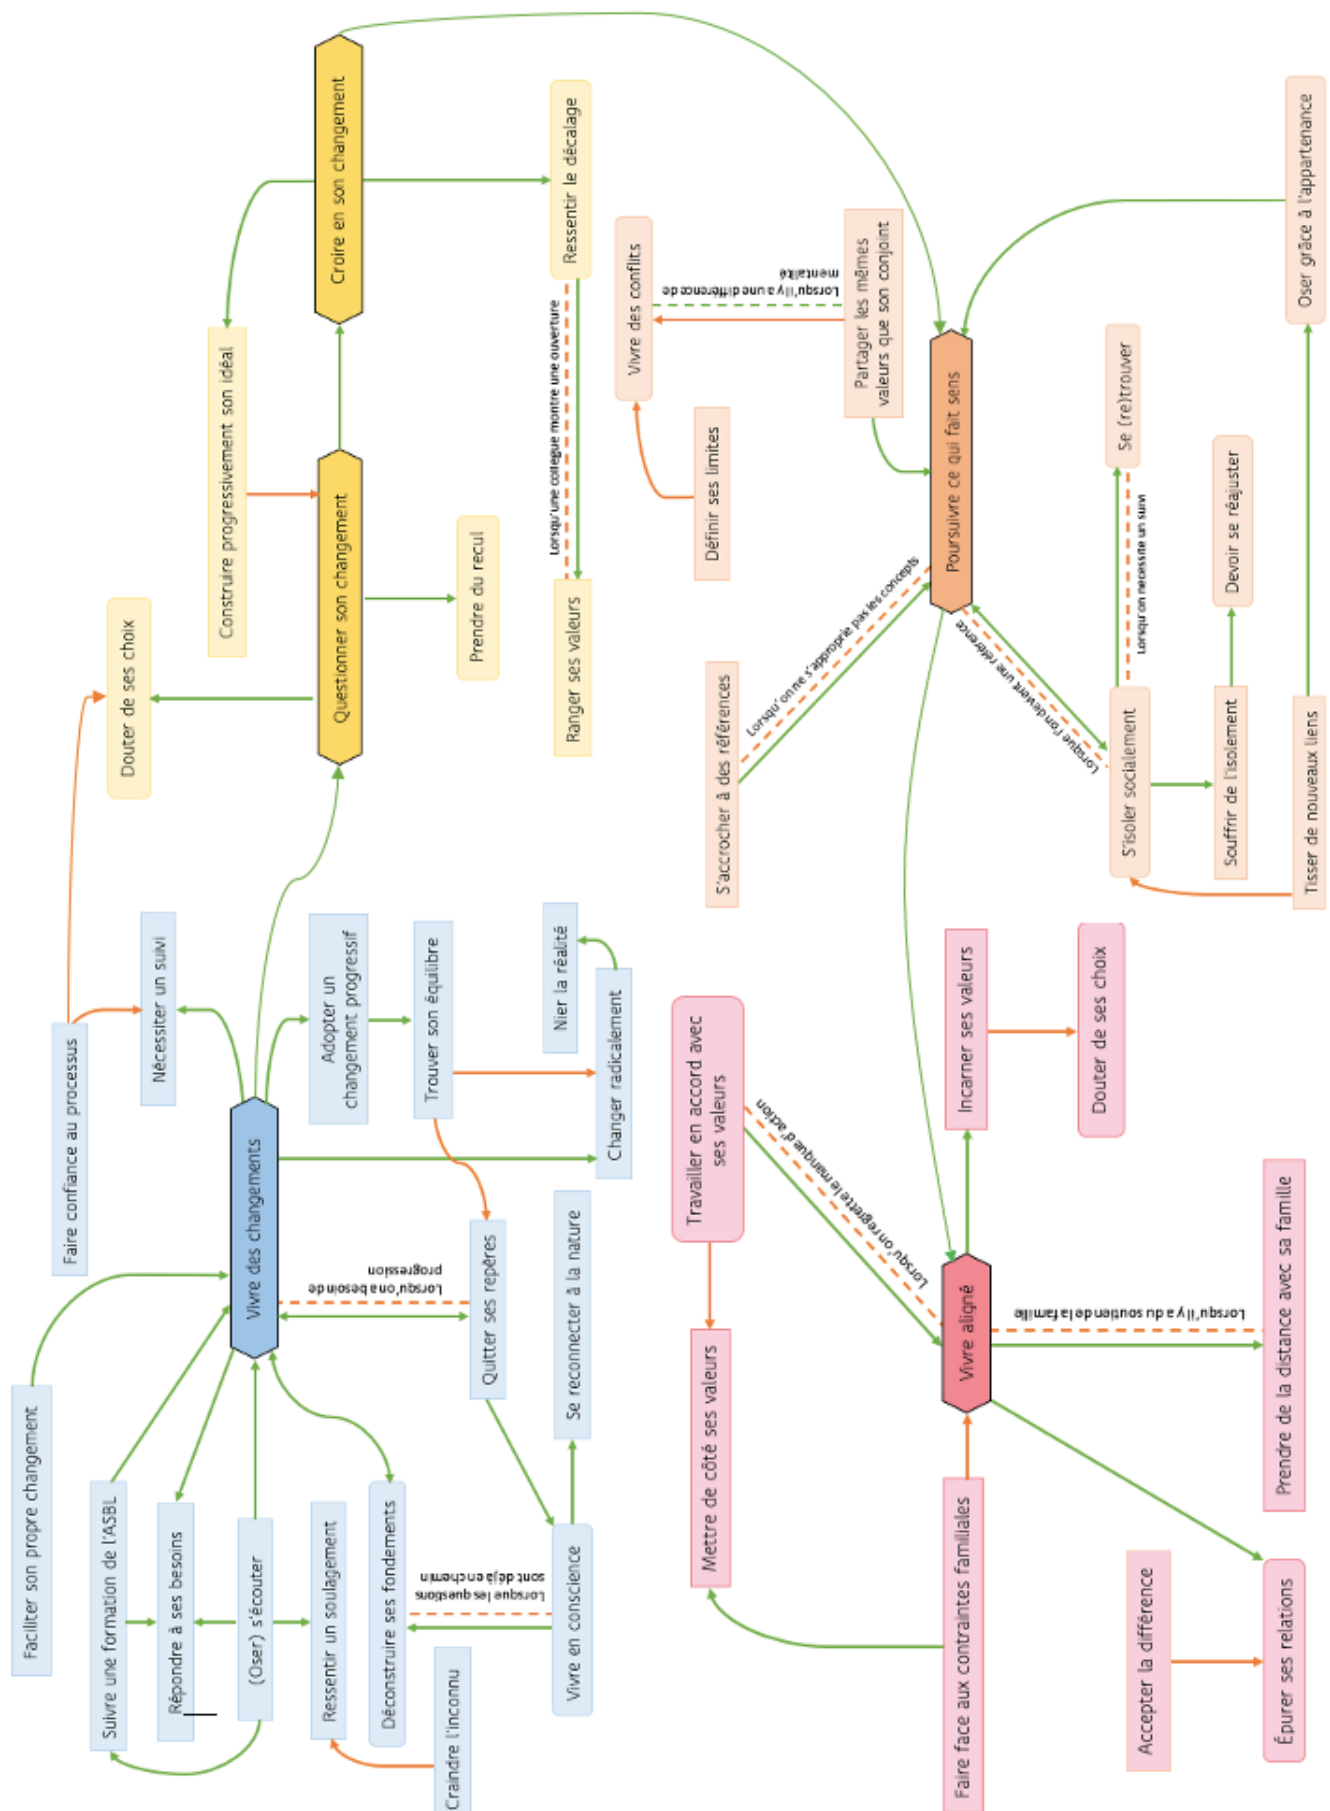 Faciliter son propre changement
Suivre une formation de l'ASBL
Répondre à ses besoins
(Oser) s'écouter
Ressentir un soulagement
Déconstruire ses fondements
Craindre l'inconnu
Lorsque les questions
sont déjà en chemin
Vivre en conscience
Se reconnecter à la nature
Quitter ses repères
Lorsqu'on a besoin de
progression
Vivre des changements
Faire confiance au processus
Nécessiter un suivi
Adopter un
changement progressif
Trouver son équilibre
Changer radicalement
Nier la réalité
Douter de ses choix
Construire progressivement son idéal
Questionner son changement
Prendre du recul
Croire en son changement
Ressentir le décalage
Lorsqu'une collegue montre une ouverture
Ranger ses valeurs
Mettre de côté ses valeurs
Travailler en accord avec
ses valeurs
Lorsqu'on regrette le manque d'action
Faire face aux contraintes familiales
Vivre aligné
Incarner ses valeurs
Douter de ses choix
Lorsqu'il y a du soutien de la famille
Prendre de la distance avec sa famille
Accepter la différence
Épurer ses relations
S'accrocher à des références
Lorsqu'on ne s'approprie pas les concepts
Définir ses limites
Vivre des conflits
Lorsqu'il y a une différence de
mentalité
Partager les mêmes
valeurs que son conjoint
Poursuivre ce qui fait sens
Lorsque l'on devient une référence
S'isoler socialement
Se (re)trouver
Lorsqu'on necessite un suivi
Souffrir de l'isolement
Devoir se réajuster
Tisser de nouveaux liens
Oser grâce à l'appartenance